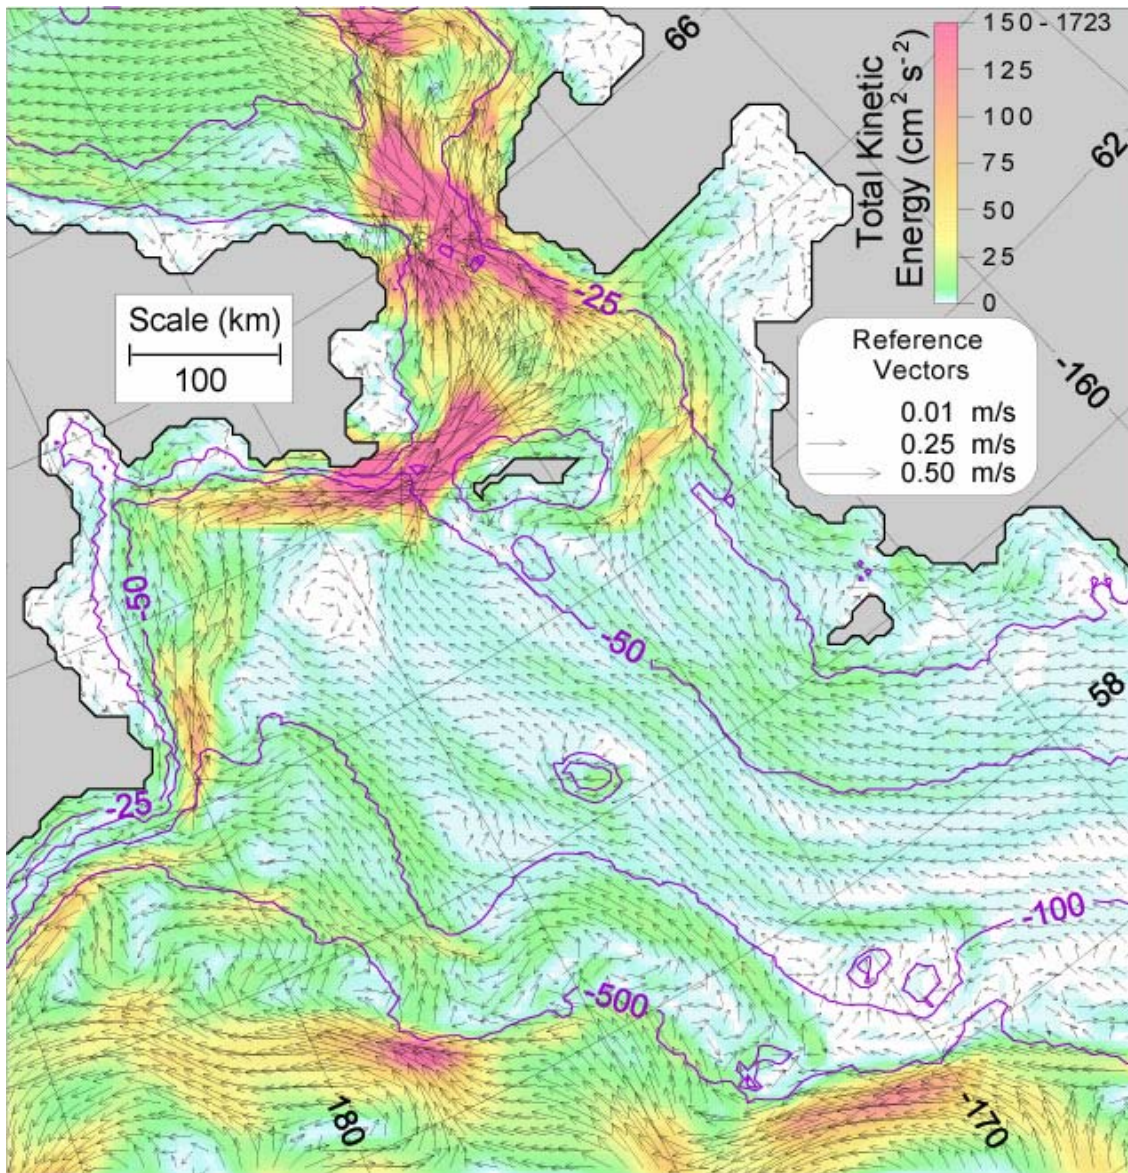 66
150 - 1723
125
100
75
50
25
0
Total Kinetic
Energy (cm² s⁻²)
62
-25
Scale (km)
100
Reference
Vectors
0.01 m/s
0.25 m/s
0.50 m/s
-160
-50
-50
58
-25
-100
-500
180
-170